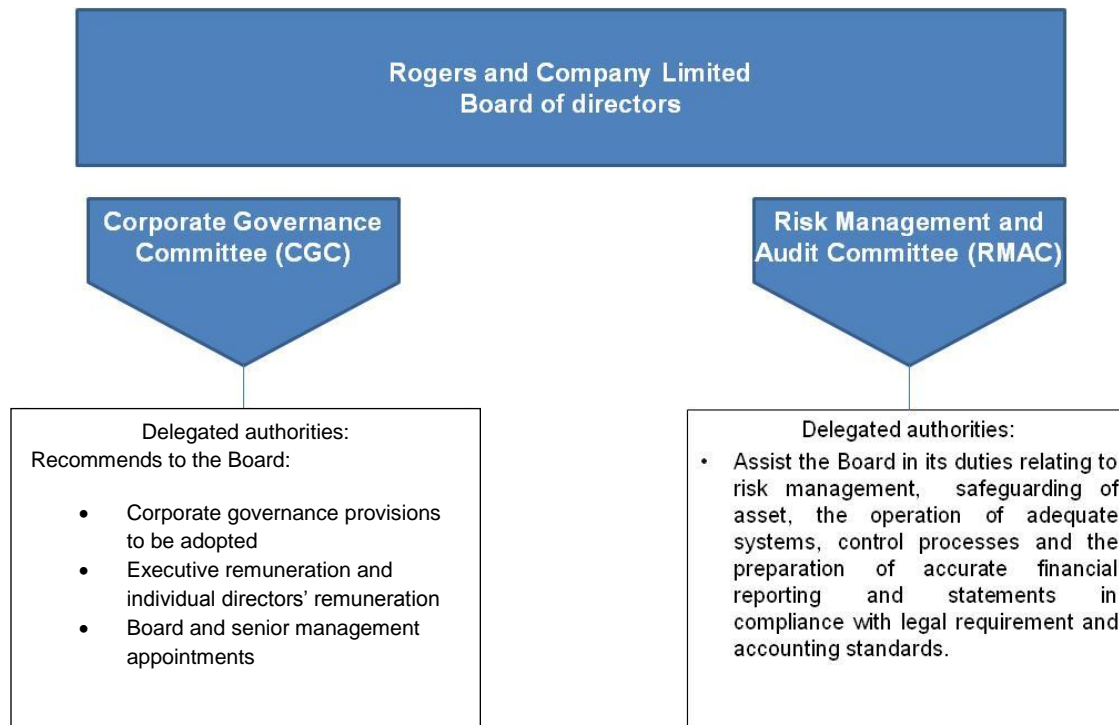 Rogers and Company Limited
Board of directors
Corporate Governance
Committee (CGC)
Risk Management and
Audit Committee (RMAC)
Delegated authorities:
Recommends to the Board:
• Corporate governance provisions
to be adopted
• Executive remuneration and
individual directors’ remuneration
• Board and senior management
appointments
Delegated authorities:
• Assist the Board in its duties relating to
risk management, safeguarding of
asset, the operation of adequate
systems, control processes and the
preparation of accurate financial
reporting and statements in
compliance with legal requirement and
accounting standards.